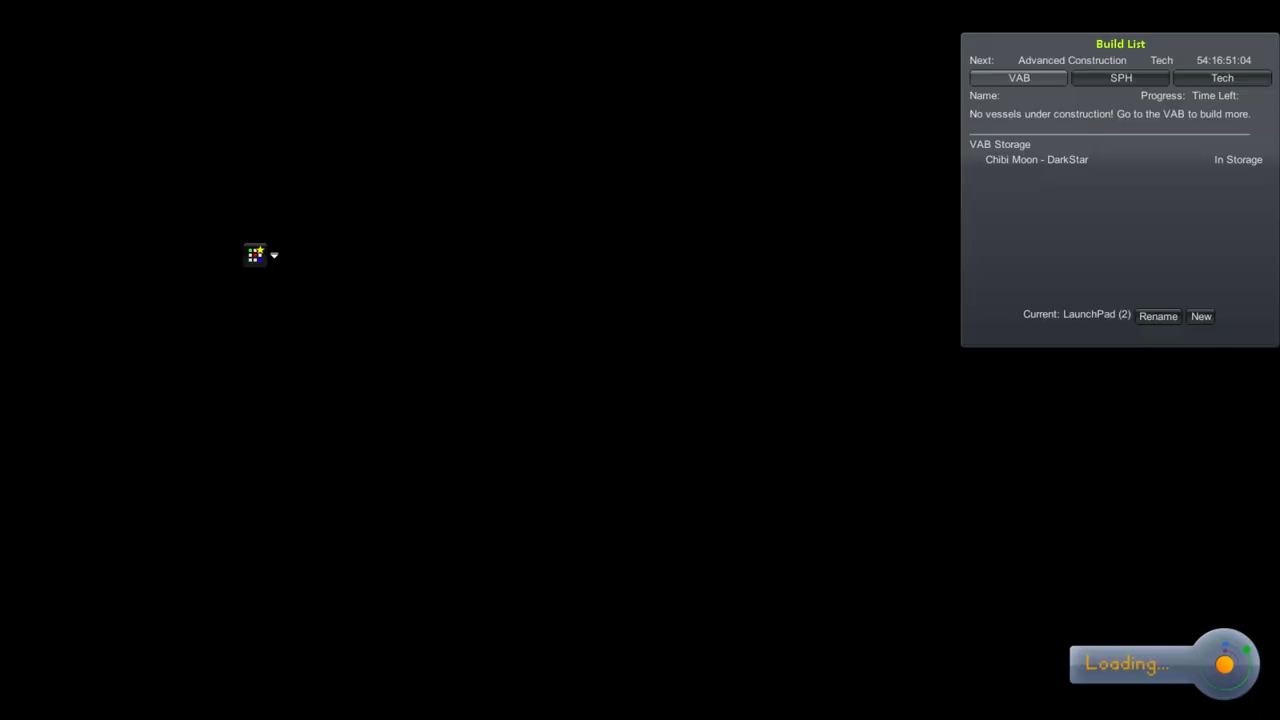 Build List
Next: Advanced Construction Tech 54:16:51:04
VAB SPH Tech
Name: Progress: Time Left:
No vessels under construction! Go to the VAB to build more.
VAB Storage
Chibi Moon - DarkStar In Storage
Current: LaunchPad (2) Rename New
Loading...